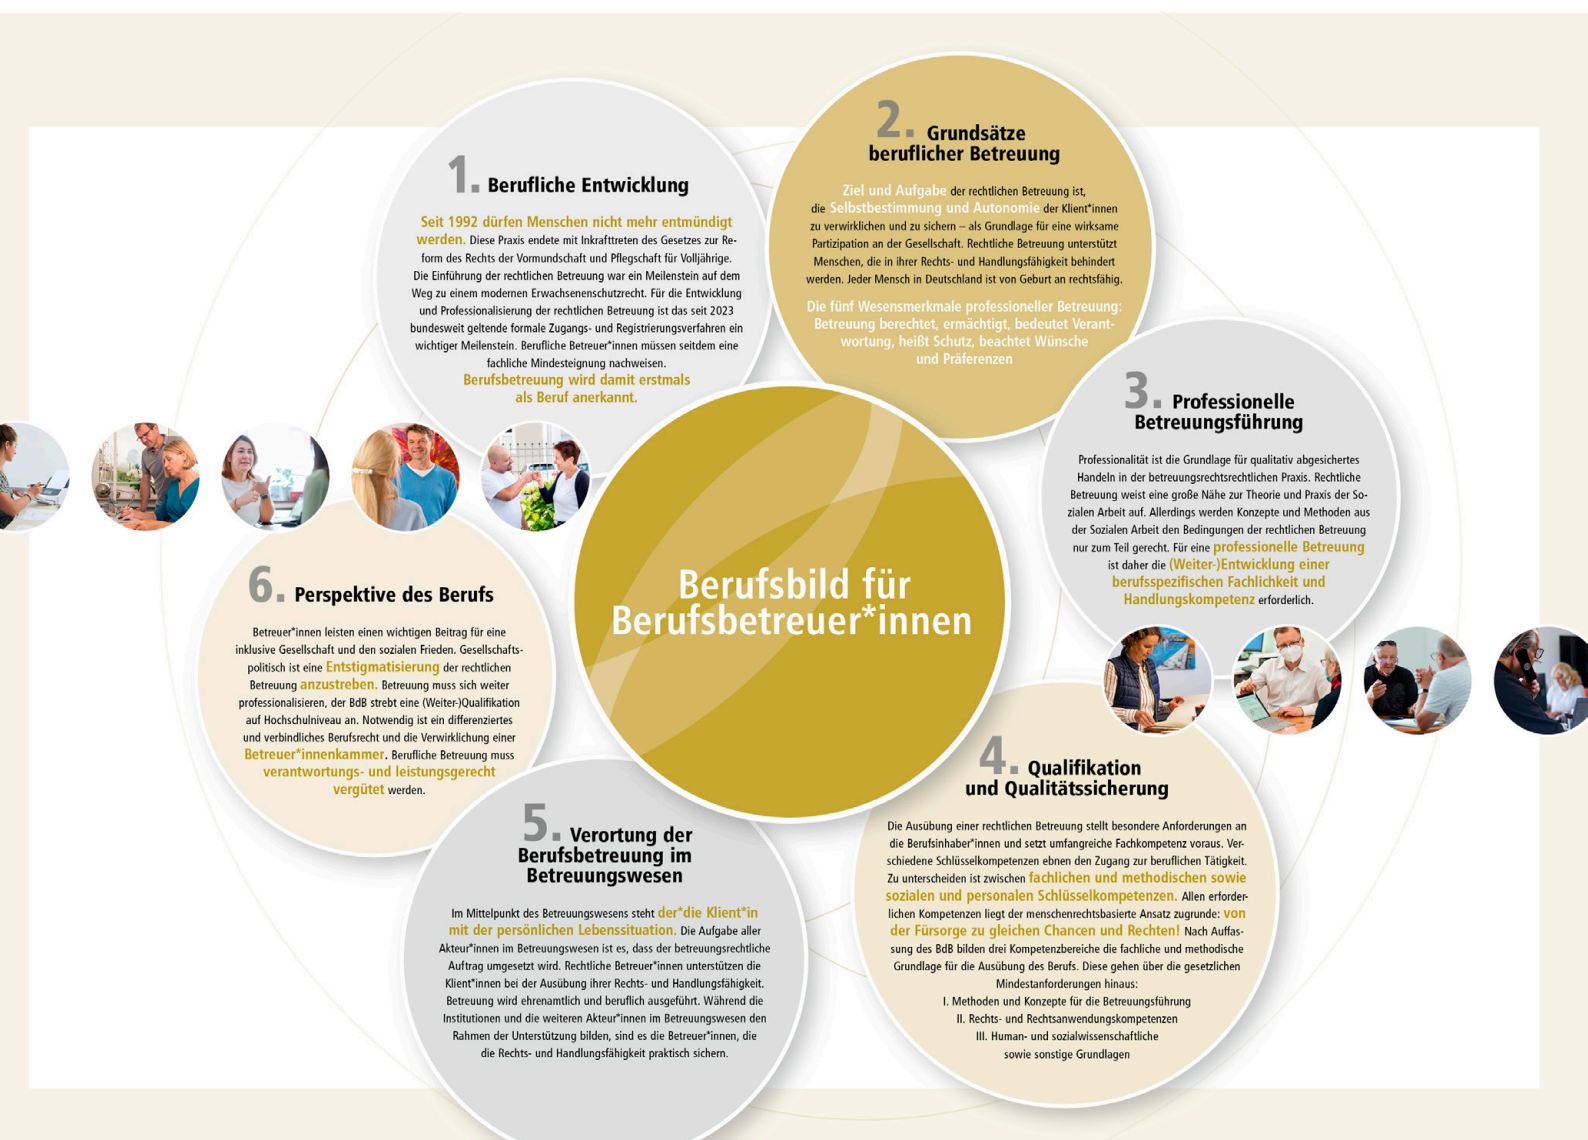 1. Berufliche Entwicklung
Seit 1992 dürfen Menschen nicht mehr entmündigt
werden. Diese Praxis endete mit Inkrafttreten des Gesetzes zur Re-
form des Rechts der Vormundschaft und Pflegschaft für Volljährige.
Die Einführung der rechtlichen Betreuung war ein Meilenstein auf dem
Weg zu einem modernen Erwachsenenschutzrecht. Für die Entwicklung
und Professionalisierung der rechtlichen Betreuung ist das seit 2023
bundesweit geltende formale Zugangs- und Registrierungsverfahren ein
wichtiger Meilenstein. Berufliche Betreuer*innen müssen seitdem eine
fachliche Mindesteignung nachweisen.
Berufsbetreuung wird damit erstmals
als Beruf anerkannt.
2. Grundsätze
beruflicher Betreuung
Ziel und Aufgabe der rechtlichen Betreuung ist,
die Selbstbestimmung und Autonomie der Klient*innen
zu verwirklichen und zu sichern – als Grundlage für eine wirksame
Partizipation an der Gesellschaft. Rechtliche Betreuung unterstützt
Menschen, die in ihrer Rechts- und Handlungsfähigkeit behindert
werden. Jeder Mensch in Deutschland ist von Geburt an rechtsfähig.
Die fünf Wesensmerkmale professioneller Betreuung:
Betreuung berechtet, ermächtigt, bedeutet Verant-
wortung, heißt Schutz, beachtet Wünsche
und Präferenzen
3. Professionelle
Betreuungsführung
Professionalität ist die Grundlage für qualitativ abgesichertes
Handeln in der betreuungsrechtsrechtlichen Praxis. Rechtliche
Betreuung weist eine große Nähe zur Theorie und Praxis der So-
zialen Arbeit auf. Allerdings werden Konzepte und Methoden aus
der Sozialen Arbeit den Bedingungen der rechtlichen Betreuung
nur zum Teil gerecht. Für eine professionelle Betreuung
ist daher die (Weiter-)Entwicklung einer
berufsspezifischen Fachlichkeit und
Handlungskompetenz erforderlich.
Berufsbild für
Berufsbetreuer*innen
4. Qualifikation
und Qualitätssicherung
Die Ausübung einer rechtlichen Betreuung stellt besondere Anforderungen an
die Berufsinhaber*innen und setzt umfangreiche Fachkompetenz voraus. Ver-
schiedene Schlüsselkompetenzen ebnen den Zugang zur beruflichen Tätigkeit.
Zu unterscheiden ist zwischen fachlichen und methodischen sowie
sozialen und personalen Schlüsselkompetenzen. Allen erforder-
lichen Kompetenzen liegt der menschenrechtsbasierte Ansatz zugrunde: von
der Fürsorge zu gleichen Chancen und Rechten! Nach Auffas-
sung des BdB bilden drei Kompetenzbereiche die fachliche und methodische
Grundlage für die Ausübung des Berufs. Diese gehen über die gesetzlichen
Mindestanforderungen hinaus:
I. Methoden und Konzepte für die Betreuungsführung
II. Rechts- und Rechtsanwendungskompetenzen
III. Human- und sozialwissenschaftliche
sowie sonstige Grundlagen
5. Verortung der
Berufsbetreuung im
Betreuungswesen
Im Mittelpunkt des Betreuungswesens steht der*die Klient*in
mit der persönlichen Lebenssituation. Die Aufgabe aller
Akteur*innen im Betreuungswesen ist es, dass der betreuungsrechtliche
Auftrag umgesetzt wird. Rechtliche Betreuer*innen unterstützen die
Klient*innen bei der Ausübung ihrer Rechts- und Handlungsfähigkeit.
Betreuung wird ehrenamtlich und beruflich ausgeführt. Während die
Institutionen und die weiteren Akteur*innen im Betreuungswesen den
Rahmen der Unterstützung bilden, sind es die Betreuer*innen, die
die Rechts- und Handlungsfähigkeit praktisch sichern.
6. Perspektive des Berufs
Betreuer*innen leisten einen wichtigen Beitrag für eine
inklusive Gesellschaft und den sozialen Frieden. Gesellschafts-
politisch ist eine Entstigmatisierung der rechtlichen
Betreuung anzustreben. Betreuung muss sich weiter
professionalisieren, der BdB strebt eine (Weiter-)Qualifikation
auf Hochschulniveau an. Notwendig ist ein differenziertes
und verbindliches Berufsrecht und die Verwirklichung einer
Betreuer*innenkammer. Berufliche Betreuung muss
verantwortungs- und leistungsgerecht
vergütet werden.